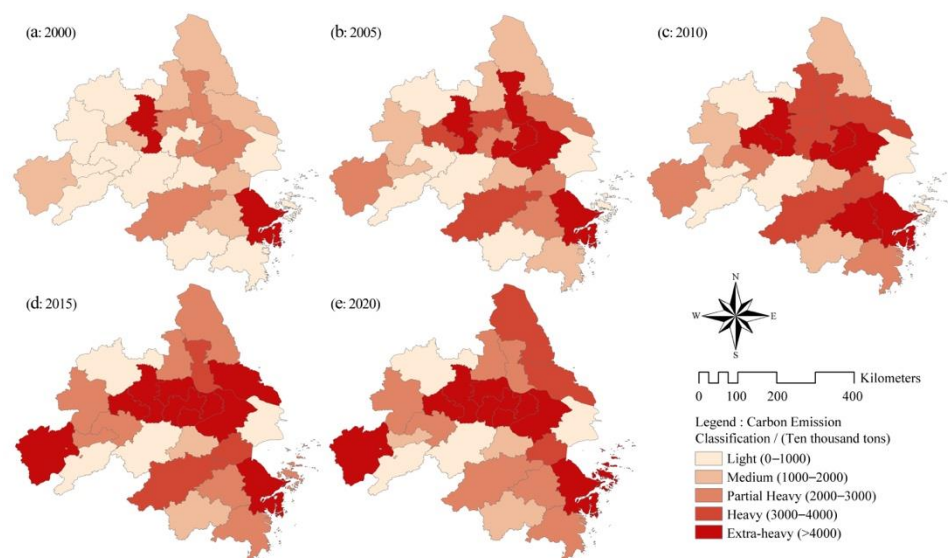 (a: 2000)
(b: 2005)
(c: 2010)
(d: 2015)
(e: 2020)
N
W E
S
Kilometers
0 100 200 400
Legend : Carbon Emission
Classification / (Ten thousand tons)
Light (0–1000)
Medium (1000–2000)
Partial Heavy (2000–3000)
Heavy (3000–4000)
Extra-heavy (>4000)